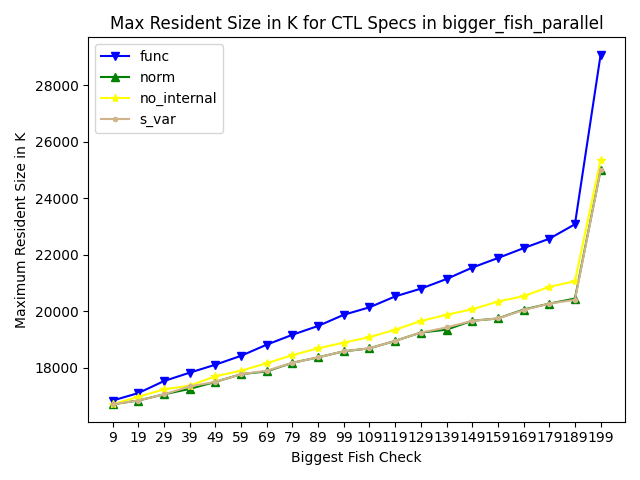 Max Resident Size in K for CTL Specs in bigger_fish_parallel
func
norm
no_internal
s_var
28000
26000
24000
22000
20000
18000
Maximum Resident Size in K
9 19 29 39 49 59 69 79 89 99 109 119 129 139 149 159 169 179 189 199
Biggest Fish Check